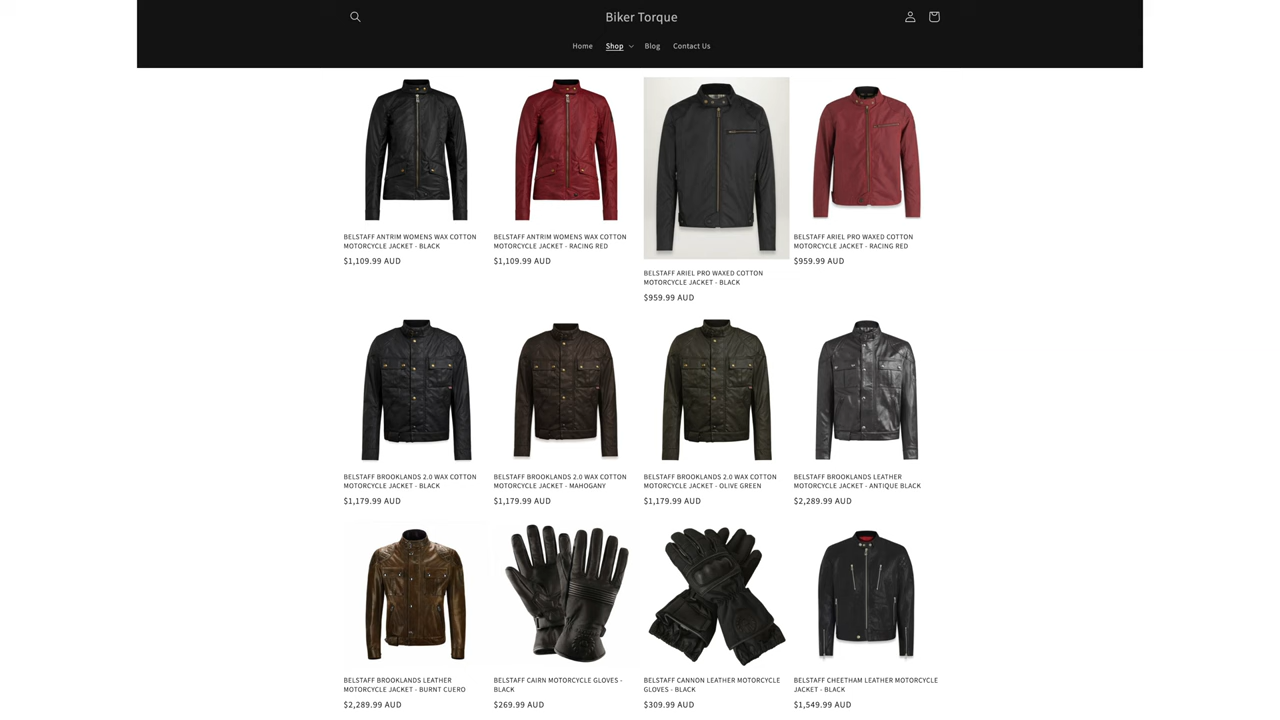 Biker Torque
Home
Shop
Blog
Contact Us
BELSTAFF ANTRIM WOMENS WAX COTTON
MOTORCYCLE JACKET - BLACK
$1,109.99 AUD
BELSTAFF ANTRIM WOMENS WAX COTTON
MOTORCYCLE JACKET - RACING RED
$1,109.99 AUD
BELSTAFF ARIEL PRO WAXED COTTON
MOTORCYCLE JACKET - BLACK
$959.99 AUD
BELSTAFF ARIEL PRO WAXED COTTON
MOTORCYCLE JACKET - RACING RED
$959.99 AUD
BELSTAFF BROOKLANDS 2.0 WAX COTTON
MOTORCYCLE JACKET - BLACK
$1,179.99 AUD
BELSTAFF BROOKLANDS 2.0 WAX COTTON
MOTORCYCLE JACKET - MAHOGANY
$1,179.99 AUD
BELSTAFF BROOKLANDS 2.0 WAX COTTON
MOTORCYCLE JACKET - OLIVE GREEN
$1,179.99 AUD
BELSTAFF BROOKLANDS LEATHER
MOTORCYCLE JACKET - ANTIQUE BLACK
$2,289.99 AUD
BELSTAFF BROOKLANDS LEATHER
MOTORCYCLE JACKET - BURNT CUERO
$2,289.99 AUD
BELSTAFF CAIRN MOTORCYCLE GLOVES -
BLACK
$269.99 AUD
BELSTAFF CANNON LEATHER MOTORCYCLE
GLOVES - BLACK
$309.99 AUD
BELSTAFF CHEETHAM LEATHER MOTORCYCLE
JACKET - BLACK
$1,549.99 AUD